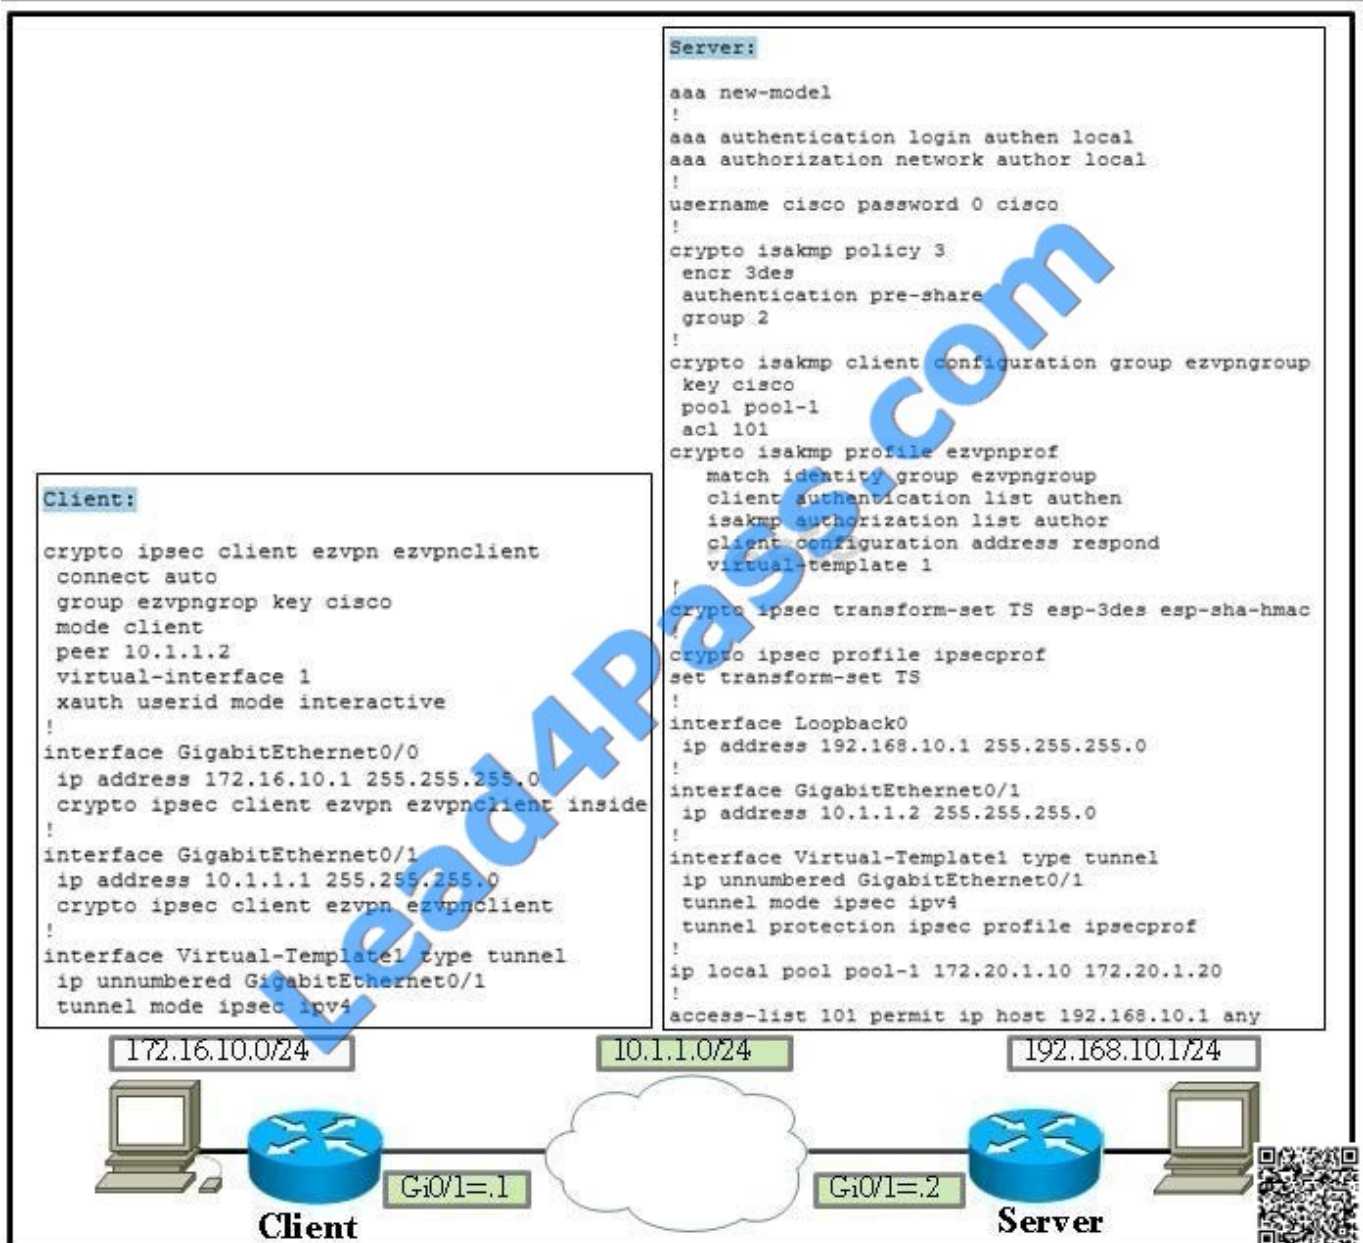 Server:
aaa new-model
!
aaa authentication login authen local
aaa authorization network author local
!
username cisco password 0 cisco
!
crypto isakmp policy 3
encr 3des
authentication pre-share
group 2
!
crypto isakmp client configuration group ezvpngroup
key cisco
pool pool-1
acl 101
crypto isakmp profile ezvpnprof
match identity group ezvpngroup
client authentication list authen
isakmp authorization list author
client configuration address respond
virtual-template 1
!
crypto ipsec transform-set TS esp-3des esp-sha-hmac
!
crypto ipsec profile ipsecprof
set transform-set TS
!
interface Loopback0
ip address 192.168.10.1 255.255.255.0
!
interface GigabitEthernet0/1
ip address 10.1.1.2 255.255.255.0
!
interface Virtual-Template1 type tunnel
ip unnumbered GigabitEthernet0/1
tunnel mode ipsec ipv4
tunnel protection ipsec profile ipsecprof
!
ip local pool pool-1 172.20.1.10 172.20.1.20
!
access-list 101 permit ip host 192.168.10.1 any
Client:
crypto ipsec client ezvpn ezvpnclient
connect auto
group ezvpngrop key cisco
mode client
peer 10.1.1.2
virtual-interface 1
xauth userid mode interactive
!
interface GigabitEthernet0/0
ip address 172.16.10.1 255.255.255.0
crypto ipsec client ezvpn ezvpnclient inside
!
interface GigabitEthernet0/1
ip address 10.1.1.1 255.255.255.0
crypto ipsec client ezvpn ezvpnclient
!
interface Virtual-Template1 type tunnel
ip unnumbered GigabitEthernet0/1
tunnel mode ipsec ipv4
Lead4Pass.com
172.16.10.0/24
10.1.1.0/24
192.168.10.1/24
Gi0/1=.1
Gi0/1=.2
Client
Server